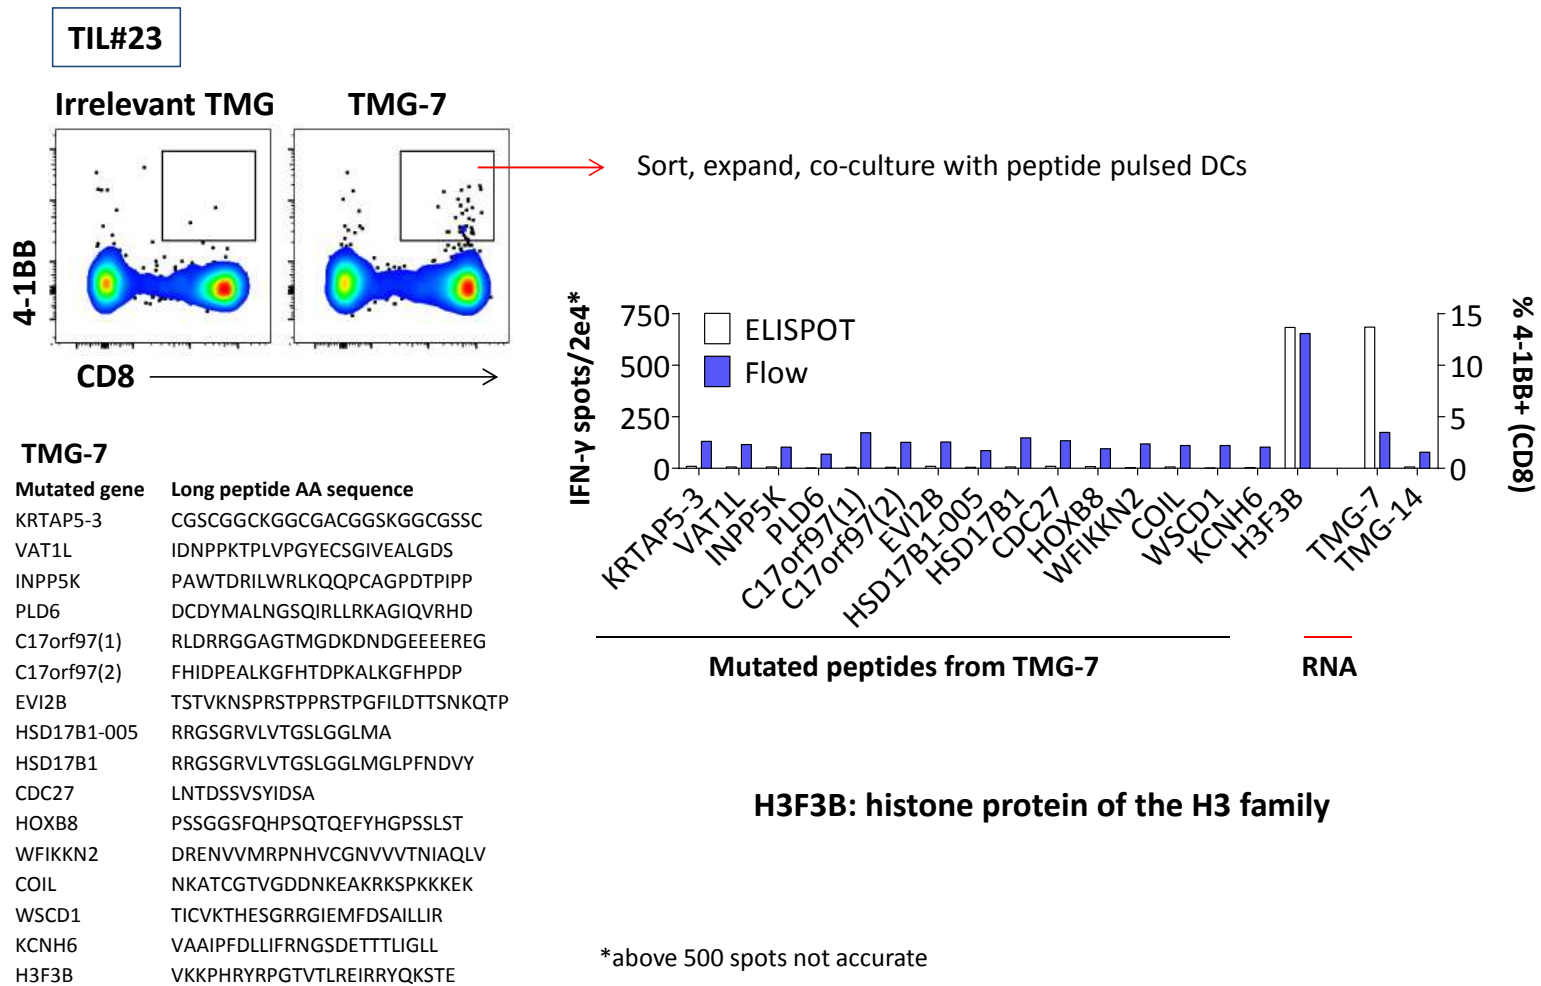 TIL#23
Irrelevant TMG
TMG-7
Sort, expand, co-culture with peptide pulsed DCs
4-1BB
CD8
IFN-γ spots/2e4*
750
500
250
0
ELISPOT
Flow
15
10
5
0
% 4-1BB+ (CD8)
KRTAP5-3
VAT1L
INPP5K
PLD6
C17orf97(1)
C17orf97(2)
EVI2B
HSD17B1-005
HSD17B1
CDC27
HOXB8
WFIKKN2
COIL
WSCD1
KCNH6
H3F3B
TMG-7
TMG-14
Mutated peptides from TMG-7
RNA
TMG-7
Mutated gene Long peptide AA sequence
KRTAP5-3 CGSCGGCKGGCGACGGSKGGCGSSC
VAT1L IDNPPKTPLVPGYECSGIVEALGDS
INPP5K PAWTDRILWRLKQQPCAGPDTPIPP
PLD6 DCDYMALNGSQIRLLRKAGIQVRHD
C17orf97(1) RLDRRGGAGTMGDKDNDGEEEEREG
C17orf97(2) FHIDPEALKGFHTDPKALKGFHPDP
EVI2B TSTVKNSPRSTPPRSTPGFILDTTSNKQTP
HSD17B1-005 RRGSGRVLVTGSLGGLMA
HSD17B1 RRGSGRVLVTGSLGGLMGLPFNDVY
CDC27 LNTDSSVSYIDSA
HOXB8 PSSGGSFQHPSQTQEFYHGPSSLST
WFIKKN2 DRENVVMRPNHVCGNVVVTNIAQLV
COIL NKATCGTVGDDNKEAKRKSPKKKEK
WSCD1 TICVKTHESGRRGIEMFDSAILLIR
KCNH6 VAAIPFDLLIFRNGSDETTTLIGLL
H3F3B VKKPHRYRPGTVTLREIRRYQKSTE
H3F3B: histone protein of the H3 family
*above 500 spots not accurate